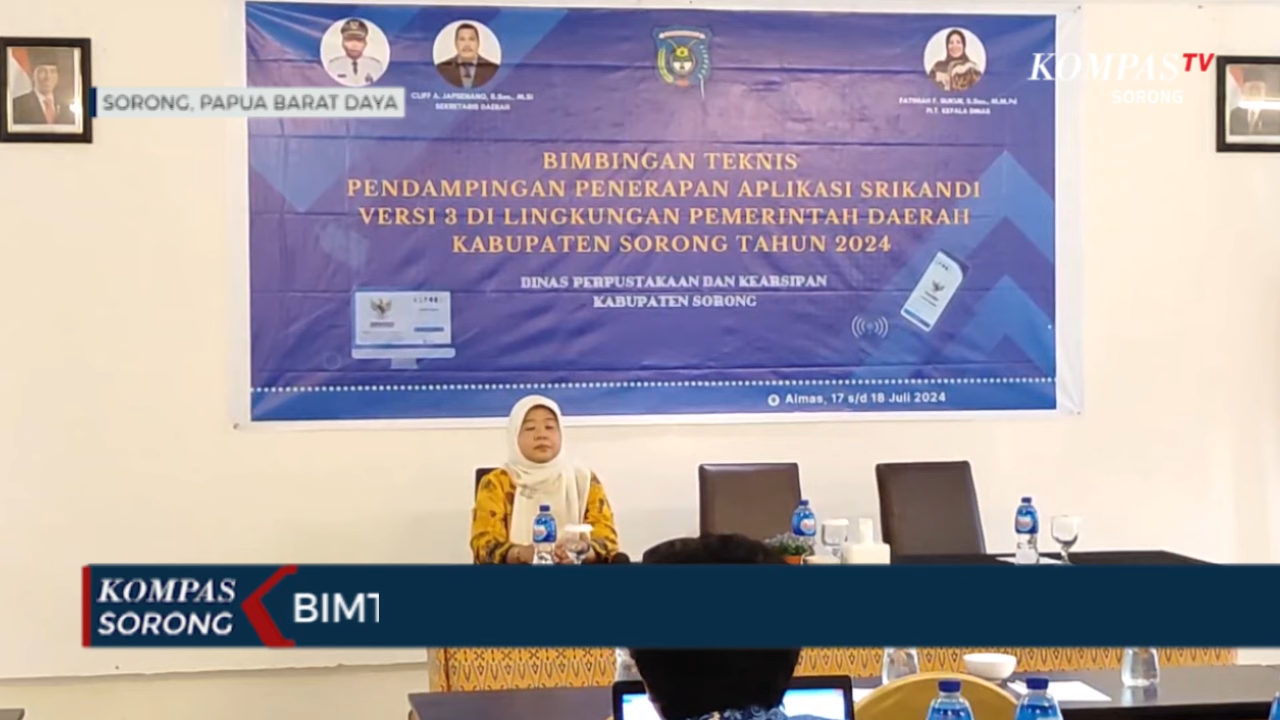 KOMPASTV
SORONG
SORONG, PAPUA BARAT DAYA
CLIFF A. JAPSENANG, S.Sos., M.Si
SEKRETARIS DAERAH
FATMIAH F. SUKUR, S.Sos., M.M.Pd
PLT. KEPALA DINAS
BIMBINGAN TEKNIS
PENDAMPINGAN PENERAPAN APLIKASI SRIKANDI
VERSI 3 DI LINGKUNGAN PEMERINTAH DAERAH
KABUPATEN SORONG TAHUN 2024
DINAS PERPUSTAKAAN DAN KEARSIPAN
KABUPATEN SORONG
Aimas, 17 s/d 18 Juli 2024
KOMPAS
SORONG
BIMT